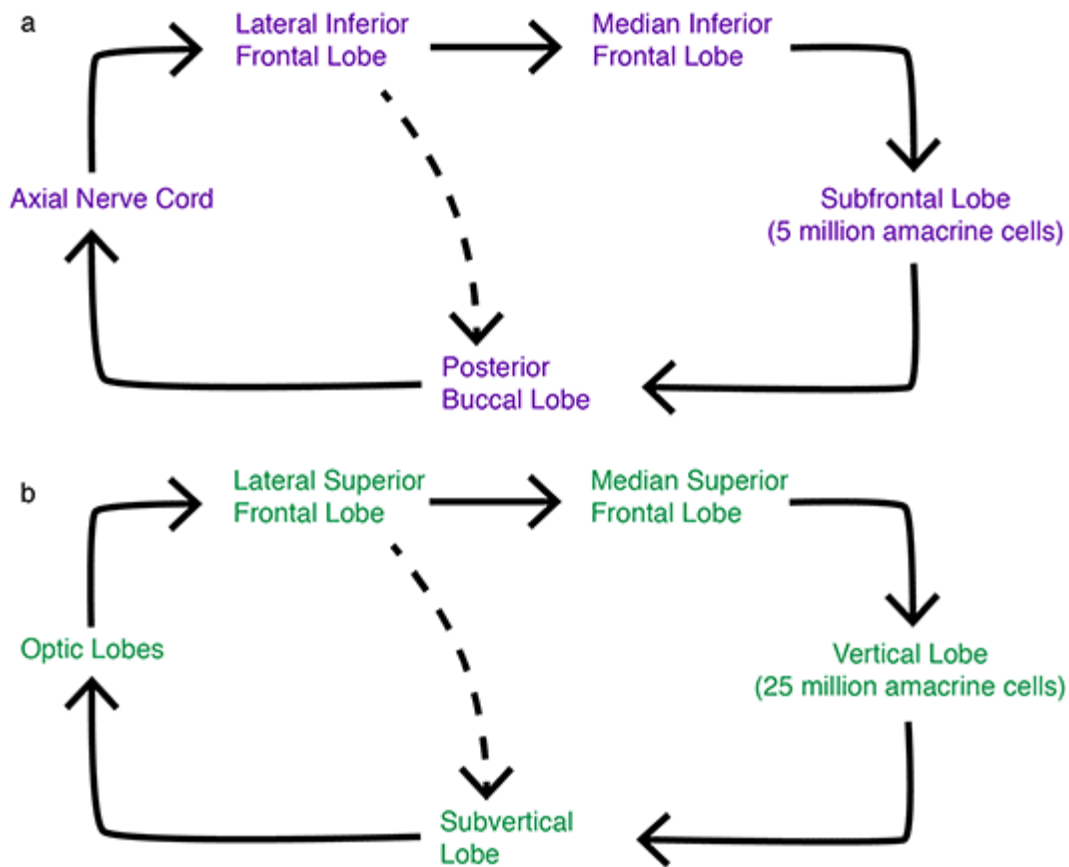 a
Lateral Inferior
Frontal Lobe
Median Inferior
Frontal Lobe
Axial Nerve Cord
Subfrontal Lobe
(5 million amacrine cells)
Posterior
Buccal Lobe
b
Lateral Superior
Frontal Lobe
Median Superior
Frontal Lobe
Optic Lobes
Vertical Lobe
(25 million amacrine cells)
Subvertical
Lobe